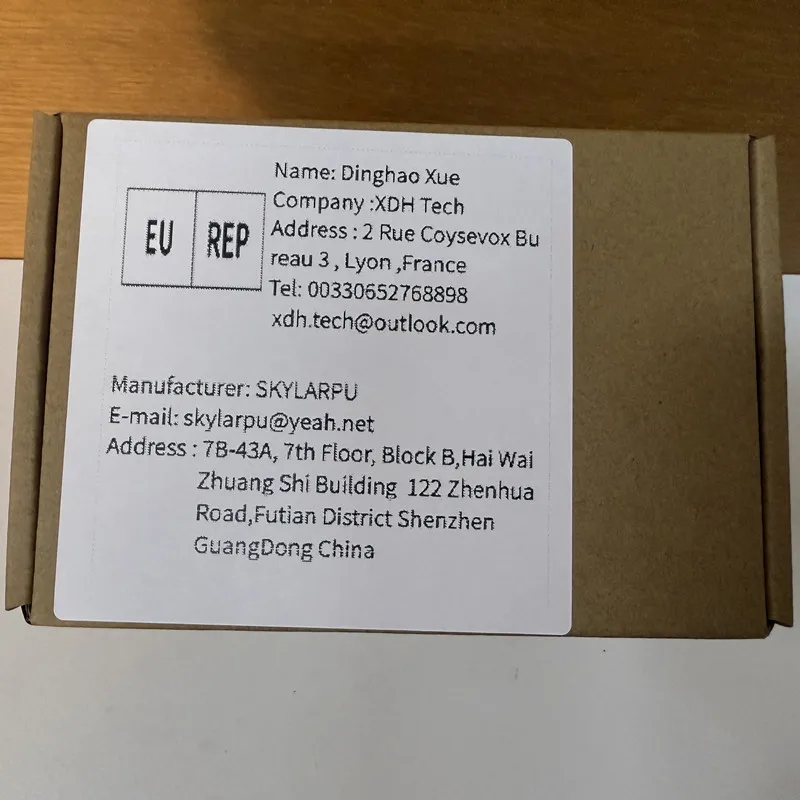 EU REP
Name: Dinghao Xue
Company :XDH Tech
Address : 2 Rue Coysevox Bu
reau 3 , Lyon ,France
Tel: 00330652768898
xdh.tech@outlook.com
Manufacturer: SKYLARPU
E-mail: skylarpu@yeah.net
Address : 7B-43A, 7th Floor, Block B,Hai Wai
Zhuang Shi Building 122 Zhenhua
Road,Futian District Shenzhen
GuangDong China